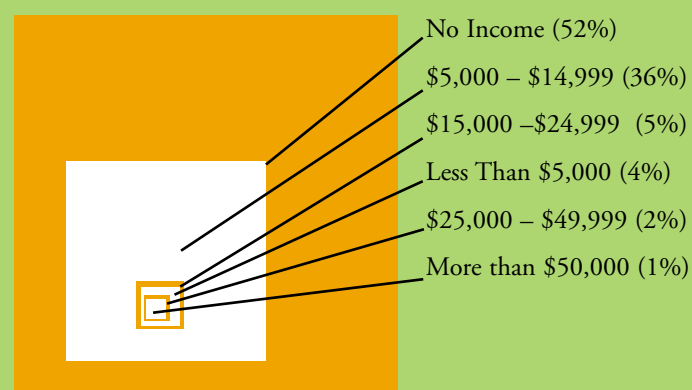 No Income (52%)
$5,000 – $14,999 (36%)
$15,000 –$24,999  (5%)
Less Than $5,000 (4%)
$25,000 – $49,999 (2%)
More than $50,000 (1%)